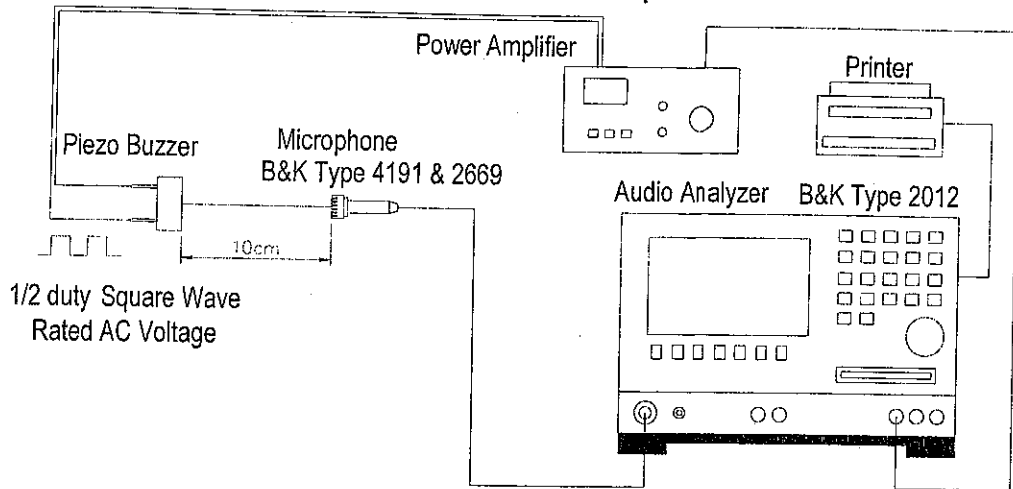 Power Amplifier
Printer
Piezo Buzzer
Microphone
B&K Type 4191 & 2669
Audio Analyzer B&K Type 2012
10cm
1/2 duty Square Wave
Rated AC Voltage